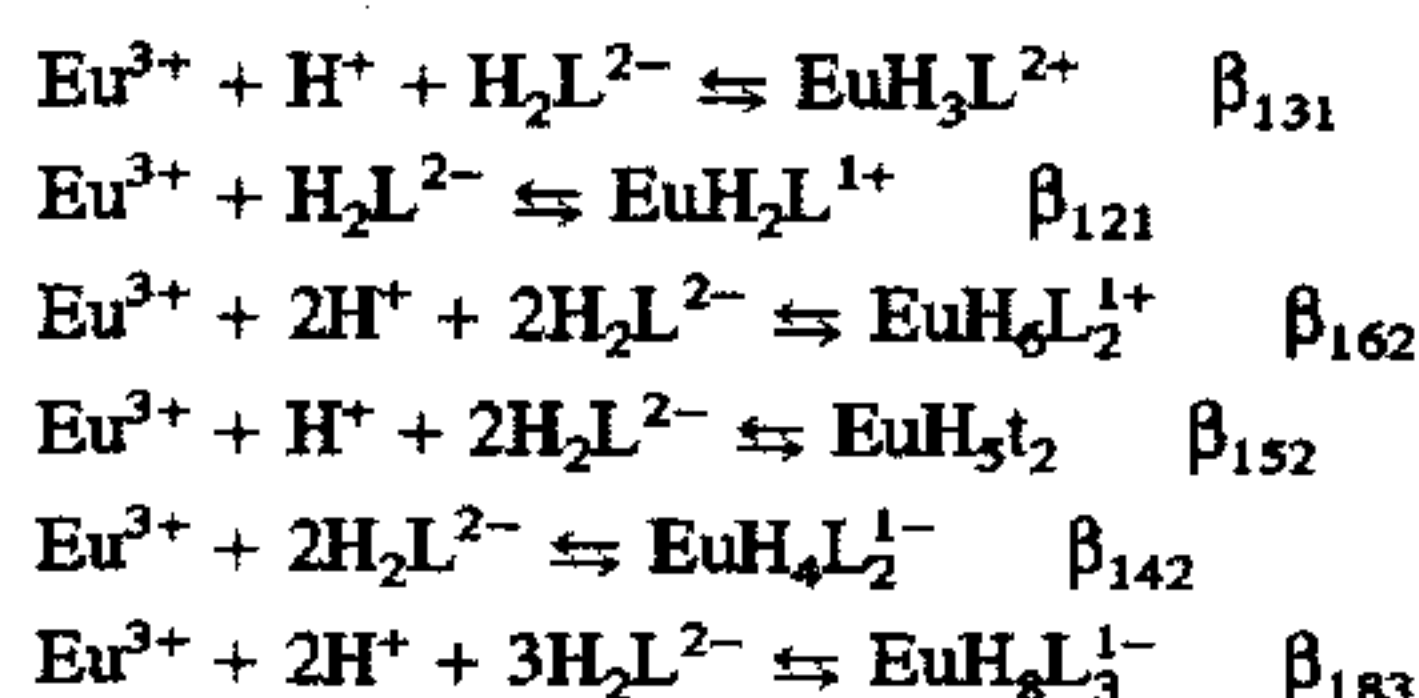 Eu³⁺ + H⁺ + H₂L²⁻ ⇆ EuH₃L²⁺ β₁₃₁
Eu³⁺ + H₂L²⁻ ⇆ EuH₂L¹⁺ β₁₂₁
Eu³⁺ + 2H⁺ + 2H₂L²⁻ ⇆ EuH₆L₂¹⁺ β₁₆₂
Eu³⁺ + H⁺ + 2H₂L²⁻ ⇆ EuH₅t₂ β₁₅₂
Eu³⁺ + 2H₂L²⁻ ⇆ EuH₄L₂¹⁻ β₁₄₂
Eu³⁺ + 2H⁺ + 3H₂L²⁻ ⇆ EuH₈L₃¹⁻ β₁₈₃